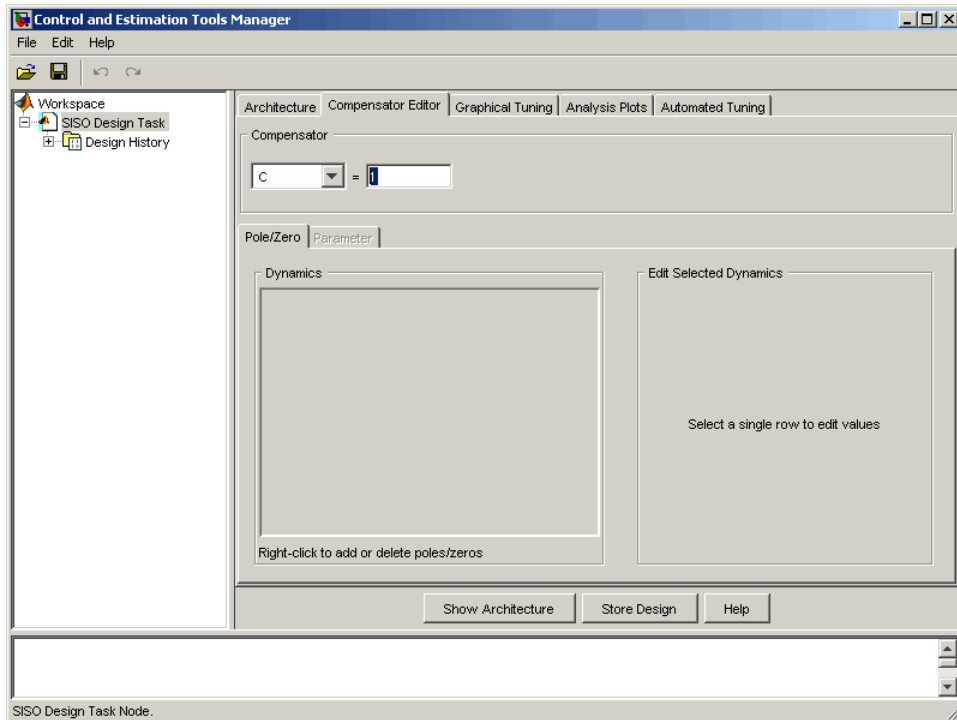 Control and Estimation Tools Manager
File Edit Help
Workspace
SISO Design Task
Design History
Architecture Compensator Editor Graphical Tuning Analysis Plots Automated Tuning
Compensator
C = 1
Pole/Zero Parameter
Dynamics
Edit Selected Dynamics
Select a single row to edit values
Right-click to add or delete poles/zeros
Show Architecture Store Design Help
SISO Design Task Node.